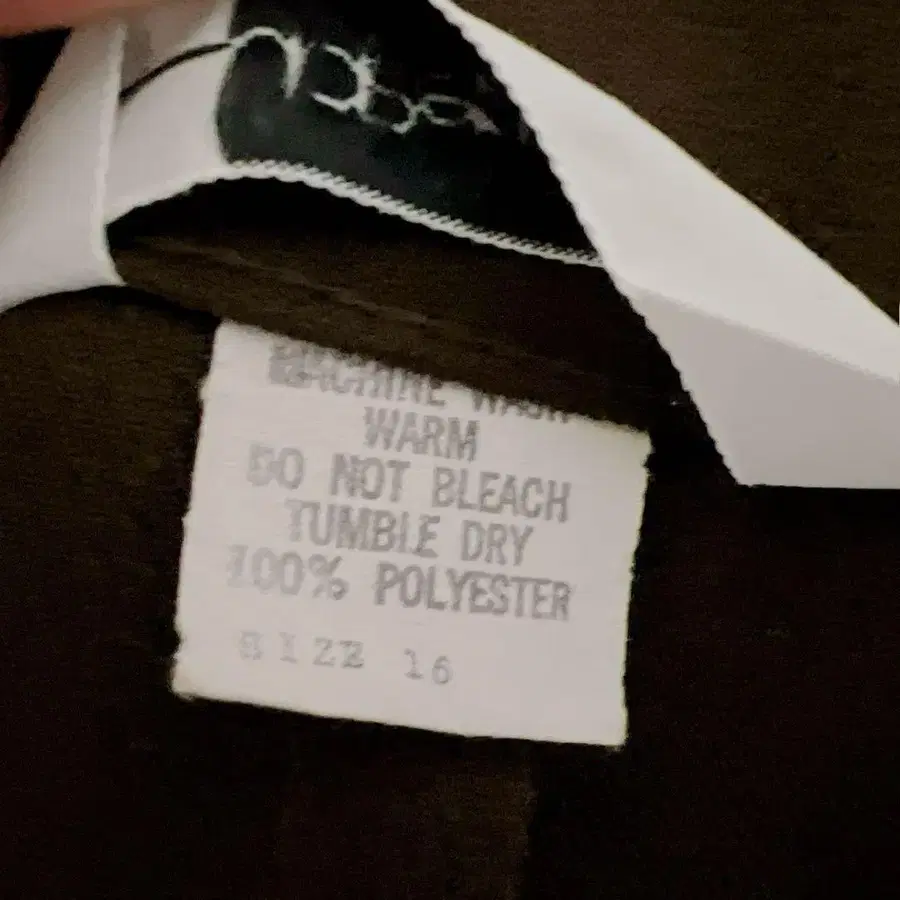 MACHINE WASH
WARM
DO NOT BLEACH
TUMBLE DRY
100% POLYESTER
SIZE 16